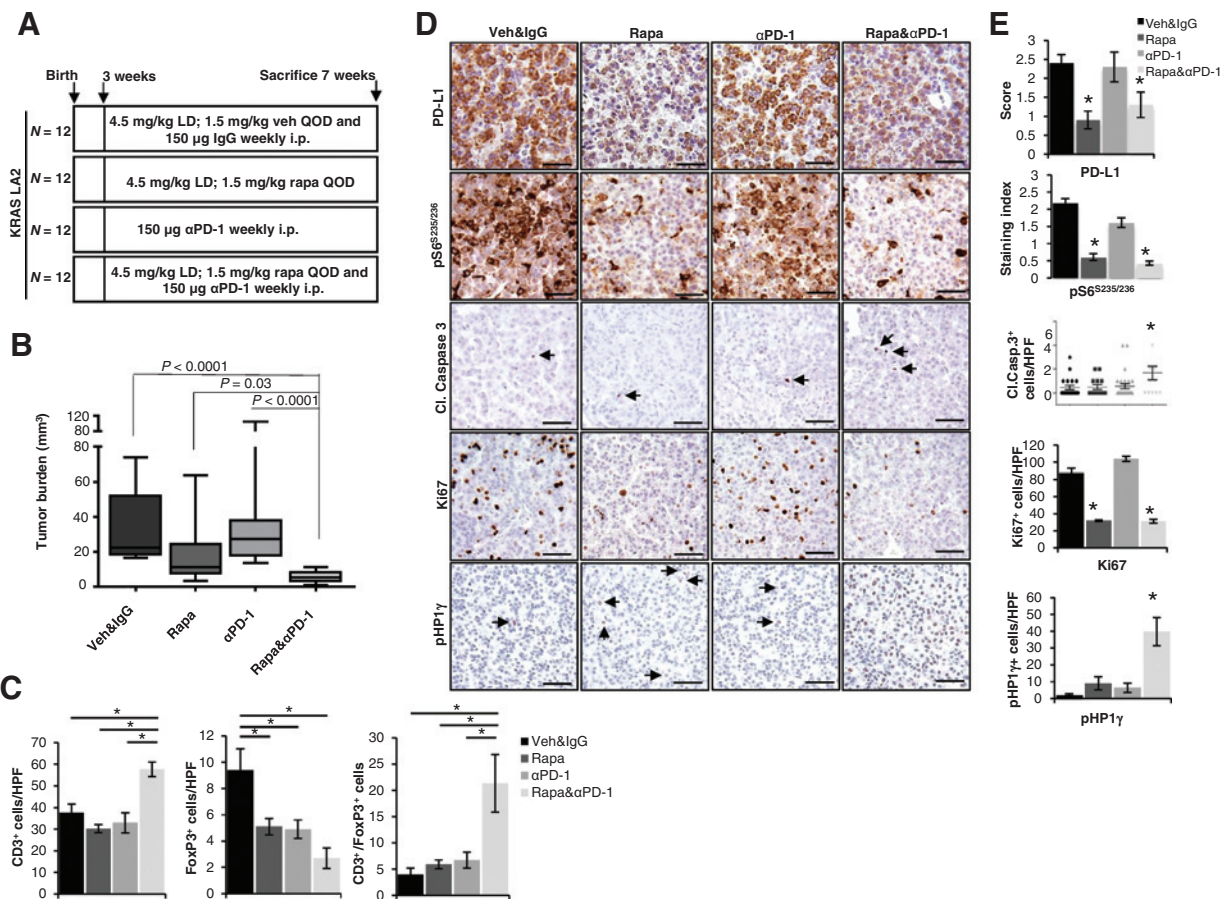 A
Birth
3 weeks
Sacrifice 7 weeks
KRAS LA2
N = 12
4.5 mg/kg LD; 1.5 mg/kg veh QOD and
150 µg IgG weekly i.p.
N = 12
4.5 mg/kg LD; 1.5 mg/kg rapa QOD
N = 12
150 µg αPD-1 weekly i.p.
N = 12
4.5 mg/kg LD; 1.5 mg/kg rapa QOD and
150 µg αPD-1 weekly i.p.
B
P < 0.0001
P = 0.03
P < 0.0001
Tumor burden (mm³)
120
80
80
60
40
20
0
Veh&IgG
Rapa
αPD-1
Rapa&αPD-1
C
CD3⁺ cells/HPF
70
60
50
40
30
20
10
0
*
*
*
FoxP3⁺ cells/HPF
12
10
8
6
4
2
0
*
*
*
CD3⁺/FoxP3⁺ cells
30
25
20
15
10
5
0
*
*
*
Veh&IgG
Rapa
αPD-1
Rapa&αPD-1
D
Veh&IgG
Rapa
αPD-1
Rapa&αPD-1
PD-L1
pS6S235/236
Cl. Caspase 3
Ki67
pHP1γ
E
Veh&IgG
Rapa
αPD-1
Rapa&αPD-1
Score
3
2.5
2
1.5
1
0.5
0
*
*
PD-L1
Staining index
3
2.5
2
1.5
1
0.5
0
*
*
pS6S235/236
Cl.Casp.3⁺
cells/HPF
6
4
2
0
*
Ki67⁺ cells/HPF
120
100
80
60
40
20
0
*
*
Ki67
pHP1γ+ cells/HPF
60
50
40
30
20
10
0
*
pHP1γ